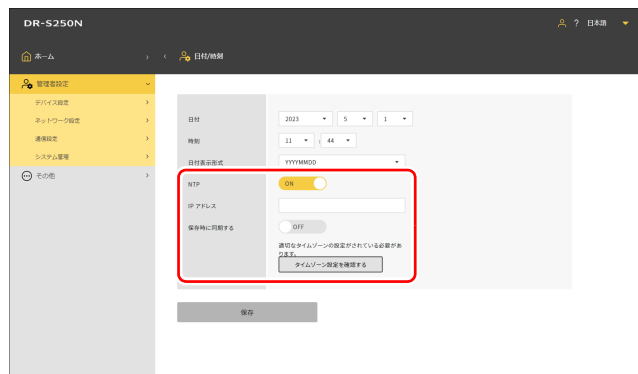 DR-S250N
? 日本語
ホーム
日付/時刻
管理者設定
デバイス設定
ネットワーク設定
通信設定
システム管理
その他
日付 2023 5 1
時刻 11 : 44
日付表示形式 YYYYMMDD
NTP ON
IP アドレス
保存時に同期する OFF
適切なタイムゾーンの設定がされている必要があ
ります。
タイムゾーン設定を確認する
保存